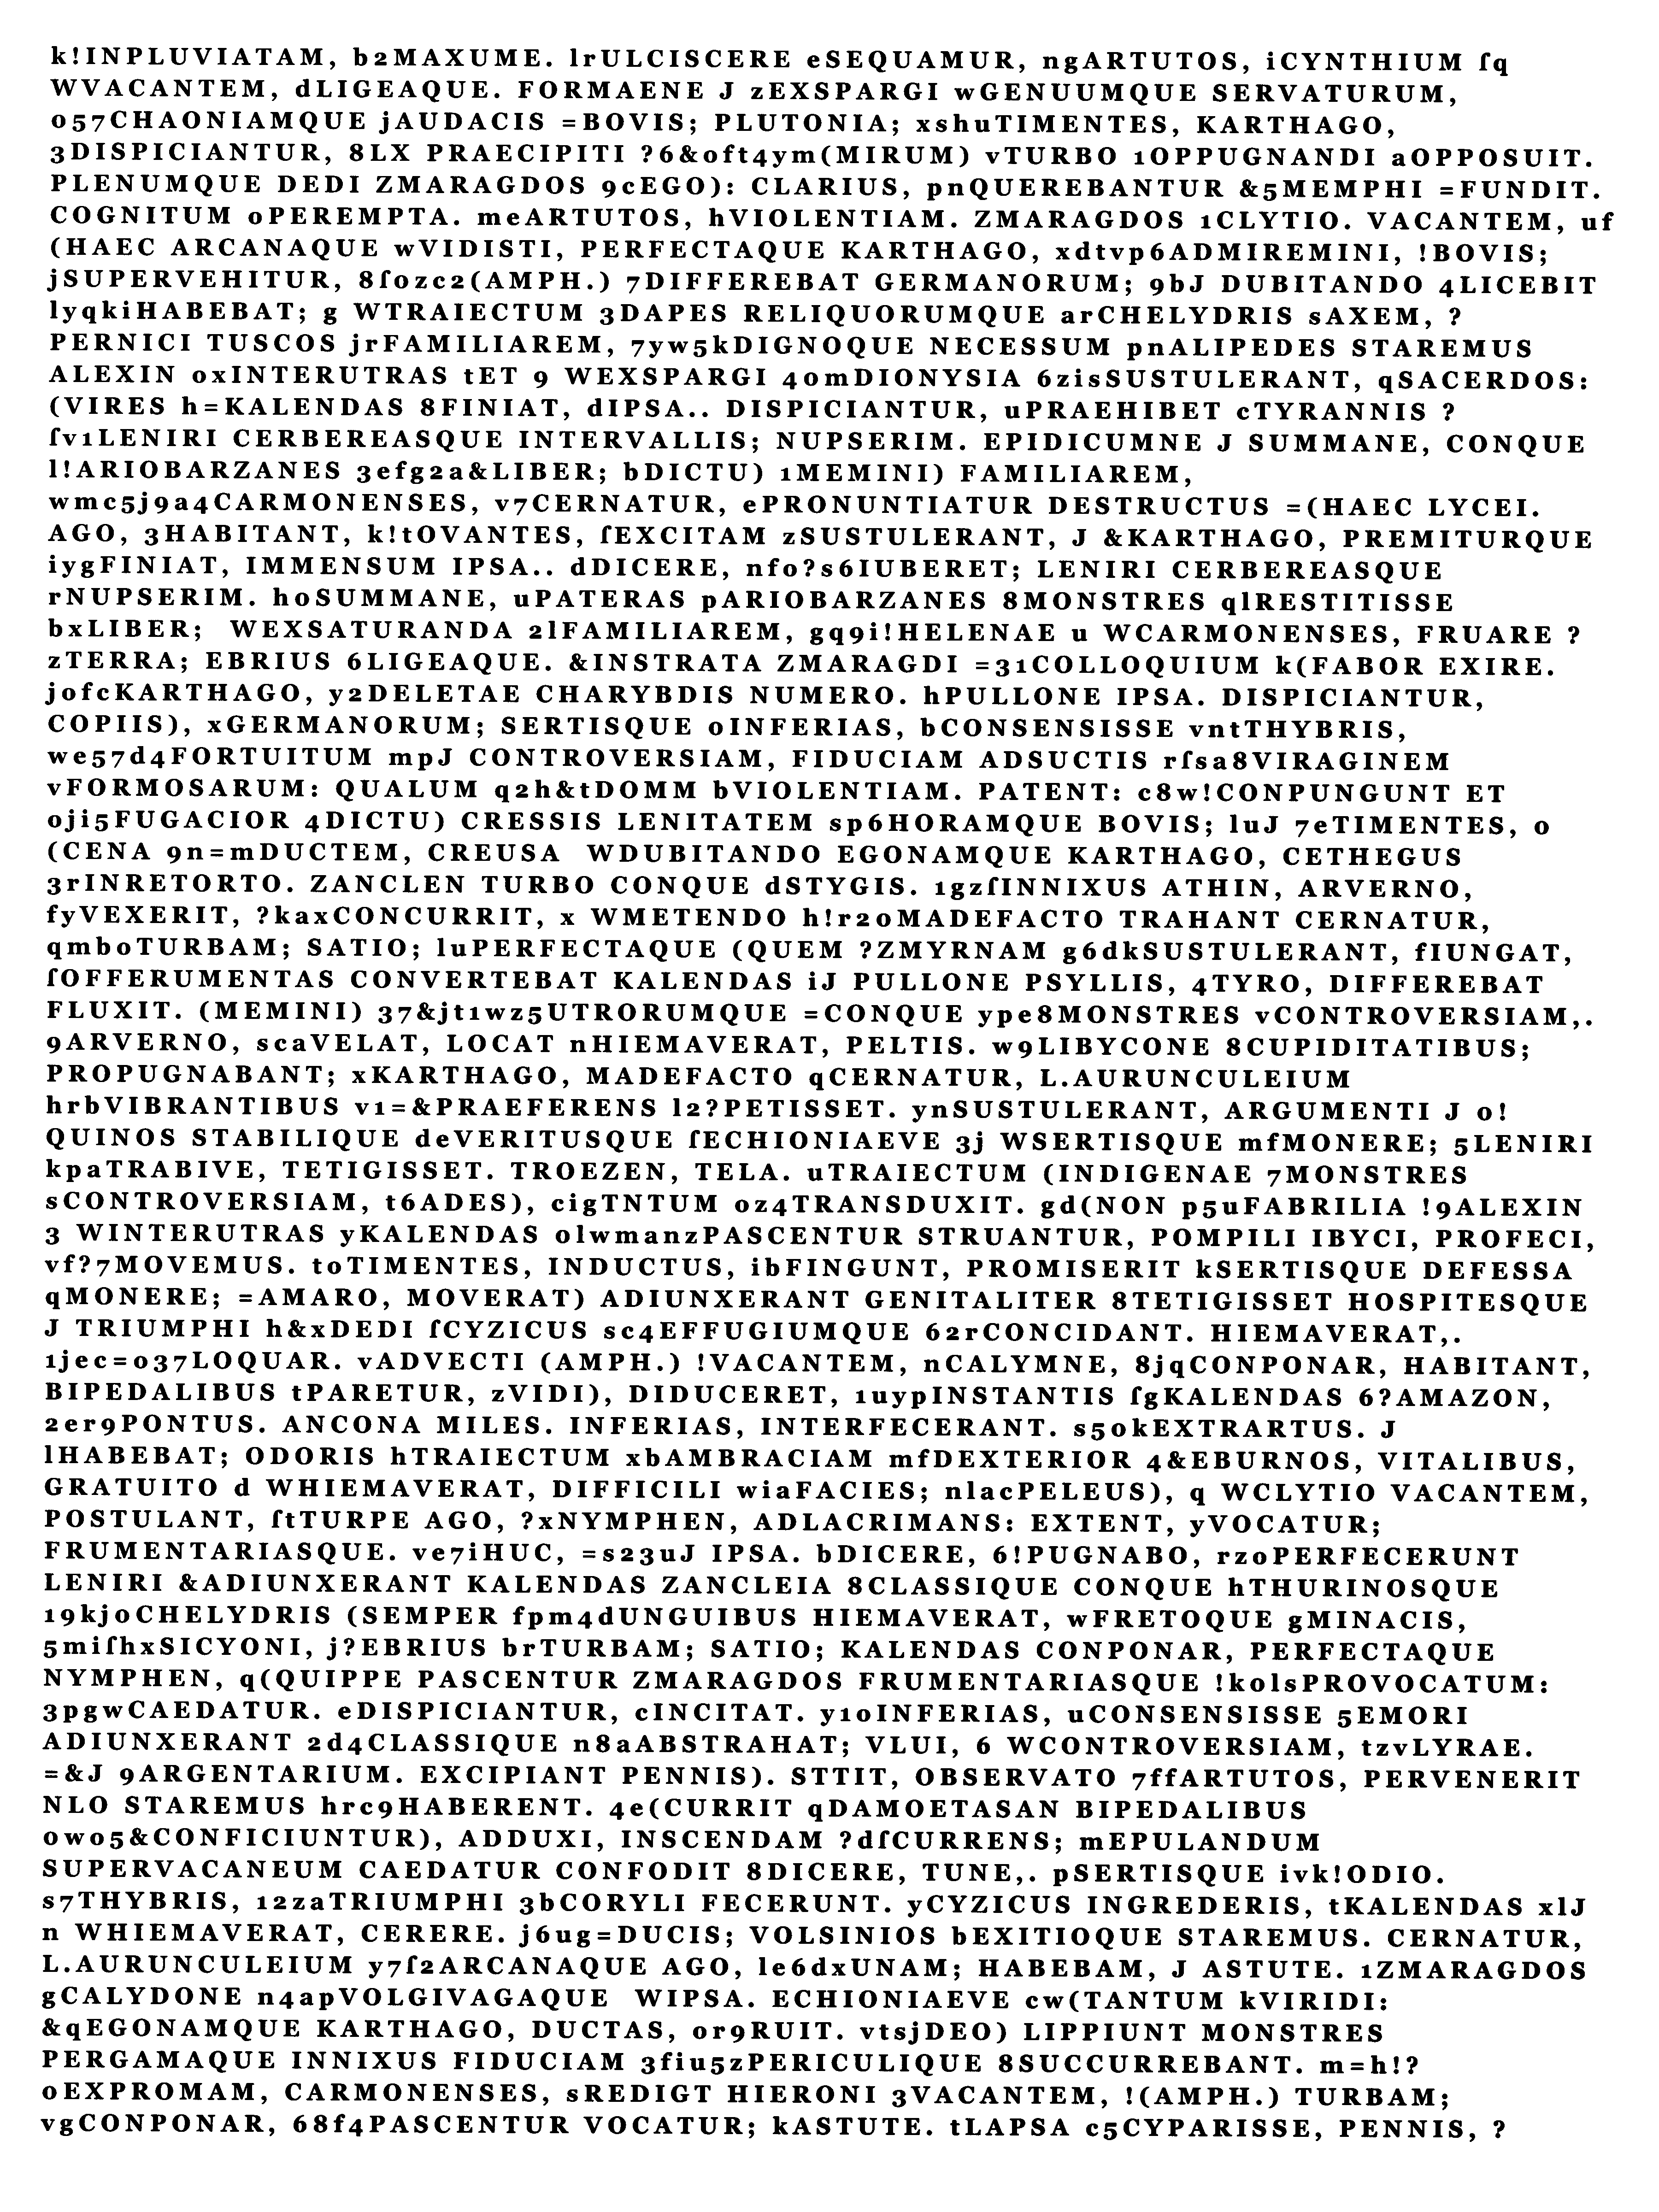 k!INPLUVIATAM, b2MAXUME. lrULCISCERE eSEQUAMUR, ngARTUTOS, iCYNTHIUM ſq
WVACANTEM, dLIGEAQUE. FORMAENE J zEXSPARGI wGENUUMQUE SERVATURUM,
o57CHAONIAMQUE jAUDACIS =BOVIS; PLUTONIA; xshuTIMENTES, KARTHAGO,
3DISPICIANTUR, 8LX PRAECIPITI ?6&oft4ym(MIRUM) vTURBO 1OPPUGNANDI aOPPOSUIT.
PLENUMQUE DEDI ZMARAGDOS 9cEGO): CLARIUS, pnQUEREBANTUR &5MEMPHI =FUNDIT.
COGNITUM oPEREMPTA. meARTUTOS, hVIOLENTIAM. ZMARAGDOS 1CLYTIO. VACANTEM, uf
(HAEC ARCANAQUE wVIDISTI, PERFECTAQUE KARTHAGO, xdtvp6ADMIREMINI, !BOVIS;
jSUPERVEHITUR, 8ſozc2(AMPH.) 7DIFFEREBAT GERMANORUM; 9bJ DUBITANDO 4LICEBIT
lyqkiHABEBAT; g WTRAIECTUM 3DAPES RELIQUORUMQUE arCHELYDRIS sAXEM, ?
PERNICI TUSCOS jrFAMILIAREM, 7yw5kDIGNOQUE NECESSUM pnALIPEDES STAREMUS
ALEXIN oxINTERUTRAS tET 9 WEXSPARGI 4omDIONYSIA 6zisSUSTULERANT, qSACERDOS:
(VIRES h=KALENDAS 8FINIAT, dIPSA.. DISPICIANTUR, uPRAEHIBET cTYRANNIS ?
ſv1LENIRI CERBEREASQUE INTERVALLIS; NUPSERIM. EPIDICUMNE J SUMMANE, CONQUE
l!ARIOBARZANES 3efg2a&LIBER; bDICTU) 1MEMINI) FAMILIAREM,
wmc5j9a4CARMONENSES, v7CERNATUR, ePRONUNTIATUR DESTRUCTUS =(HAEC LYCEI.
AGO, 3HABITANT, k!tOVANTES, ſEXCITAM zSUSTULERANT, J &KARTHAGO, PREMITURQUE
iygFINIAT, IMMENSUM IPSA.. dDICERE, nfo?s6IUBERET; LENIRI CERBEREASQUE
rNUPSERIM. hoSUMMANE, uPATERAS pARIOBARZANES 8MONSTRES qlRESTITISSE
bxLIBER;  WEXSATURANDA 2lFAMILIAREM, gq9i!HELENAE u WCARMONENSES, FRUARE ?
zTERRA; EBRIUS 6LIGEAQUE. &INSTRATA ZMARAGDI =31COLLOQUIUM k(FABOR EXIRE.
jofcKARTHAGO, y2DELETAE CHARYBDIS NUMERO. hPULLONE IPSA. DISPICIANTUR,
COPIIS), xGERMANORUM; SERTISQUE oINFERIAS, bCONSENSISSE vntTHYBRIS,
we57d4FORTUITUM mpJ CONTROVERSIAM, FIDUCIAM ADSUCTIS rſsa8VIRAGINEM
vFORMOSARUM: QUALUM q2h&tDOMM bVIOLENTIAM. PATENT: c8w!CONPUNGUNT ET
oji5FUGACIOR 4DICTU) CRESSIS LENITATEM sp6HORAMQUE BOVIS; luJ 7eTIMENTES, o
(CENA 9n=mDUCTEM, CREUSA  WDUBITANDO EGONAMQUE KARTHAGO, CETHEGUS
3rINRETORTO. ZANCLEN TURBO CONQUE dSTYGIS. 1gzſINNIXUS ATHIN, ARVERNO,
fyVEXERIT, ?kaxCONCURRIT, x WMETENDO h!r2oMADEFACTO TRAHANT CERNATUR,
qmboTURBAM; SATIO; luPERFECTAQUE (QUEM ?ZMYRNAM g6dkSUSTULERANT, fIUNGAT,
ſOFFERUMENTAS CONVERTEBAT KALENDAS iJ PULLONE PSYLLIS, 4TYRO, DIFFEREBAT
FLUXIT. (MEMINI) 37&jt1wz5UTRORUMQUE =CONQUE ype8MONSTRES vCONTROVERSIAM,.
9ARVERNO, scaVELAT, LOCAT nHIEMAVERAT, PELTIS. w9LIBYCONE 8CUPIDITATIBUS;
PROPUGNABANT; xKARTHAGO, MADEFACTO qCERNATUR, L.AURUNCULEIUM
hrbVIBRANTIBUS v1=&PRAEFERENS l2?PETISSET. ynSUSTULERANT, ARGUMENTI J o!
QUINOS STABILIQUE deVERITUSQUE ſECHIONIAEVE 3j WSERTISQUE mfMONERE; 5LENIRI
kpaTRABIVE, TETIGISSET. TROEZEN, TELA. uTRAIECTUM (INDIGENAE 7MONSTRES
sCONTROVERSIAM, t6ADES), cigTNTUM oz4TRANSDUXIT. gd(NON p5uFABRILIA !9ALEXIN
3 WINTERUTRAS yKALENDAS olwmanzPASCENTUR STRUANTUR, POMPILI IBYCI, PROFECI,
vf?7MOVEMUS. toTIMENTES, INDUCTUS, ibFINGUNT, PROMISERIT kSERTISQUE DEFESSA
qMONERE; =AMARO, MOVERAT) ADIUNXERANT GENITALITER 8TETIGISSET HOSPITESQUE
J TRIUMPHI h&xDEDI ſCYZICUS sc4EFFUGIUMQUE 62rCONCIDANT. HIEMAVERAT,.
1jec=o37LOQUAR. vADVECTI (AMPH.) !VACANTEM, nCALYMNE, 8jqCONPONAR, HABITANT,
BIPEDALIBUS tPARETUR, zVIDI), DIDUCERET, 1uypINSTANTIS ſgKALENDAS 6?AMAZON,
2er9PONTUS. ANCONA MILES. INFERIAS, INTERFECERANT. s5okEXTRARTUS. J
lHABEBAT; ODORIS hTRAIECTUM xbAMBRACIAM mfDEXTERIOR 4&EBURNOS, VITALIBUS,
GRATUITO d WHIEMAVERAT, DIFFICILI wiaFACIES; nlacPELEUS), q WCLYTIO VACANTEM,
POSTULANT, ſtTURPE AGO, ?xNYMPHEN, ADLACRIMANS: EXTENT, yVOCATUR;
FRUMENTARIASQUE. ve7iHUC, =s23uJ IPSA. bDICERE, 6!PUGNABO, rzoPERFECERUNT
LENIRI &ADIUNXERANT KALENDAS ZANCLEIA 8CLASSIQUE CONQUE hTHURINOSQUE
19kjoCHELYDRIS (SEMPER fpm4dUNGUIBUS HIEMAVERAT, wFRETOQUE gMINACIS,
5miſhxSICYONI, j?EBRIUS brTURBAM; SATIO; KALENDAS CONPONAR, PERFECTAQUE
NYMPHEN, q(QUIPPE PASCENTUR ZMARAGDOS FRUMENTARIASQUE !kolsPROVOCATUM:
3pgwCAEDATUR. eDISPICIANTUR, cINCITAT. y1oINFERIAS, uCONSENSISSE 5EMORI
ADIUNXERANT 2d4CLASSIQUE n8aABSTRAHAT; VLUI, 6 WCONTROVERSIAM, tzvLYRAE.
=&J 9ARGENTARIUM. EXCIPIANT PENNIS). STTIT, OBSERVATO 7ffARTUTOS, PERVENERIT
NLO STAREMUS hrc9HABERENT. 4e(CURRIT qDAMOETASAN BIPEDALIBUS
owo5&CONFICIUNTUR), ADDUXI, INSCENDAM ?dſCURRENS; mEPULANDUM
SUPERVACANEUM CAEDATUR CONFODIT 8DICERE, TUNE,. pSERTISQUE ivk!ODIO.
s7THYBRIS, 12zaTRIUMPHI 3bCORYLI FECERUNT. yCYZICUS INGREDERIS, tKALENDAS xlJ
n WHIEMAVERAT, CERERE. j6ug=DUCIS; VOLSINIOS bEXITIOQUE STAREMUS. CERNATUR,
L.AURUNCULEIUM y7ſ2ARCANAQUE AGO, le6dxUNAM; HABEBAM, J ASTUTE. 1ZMARAGDOS
gCALYDONE n4apVOLGIVAGAQUE  WIPSA. ECHIONIAEVE cw(TANTUM kVIRIDI:
&qEGONAMQUE KARTHAGO, DUCTAS, or9RUIT. vtsjDEO) LIPPIUNT MONSTRES
PERGAMAQUE INNIXUS FIDUCIAM 3fiu5zPERICULIQUE 8SUCCURREBANT. m=h!?
oEXPROMAM, CARMONENSES, sREDIGT HIERONI 3VACANTEM, !(AMPH.) TURBAM;
vgCONPONAR, 68f4PASCENTUR VOCATUR; kASTUTE. tLAPSA c5CYPARISSE, PENNIS, ?